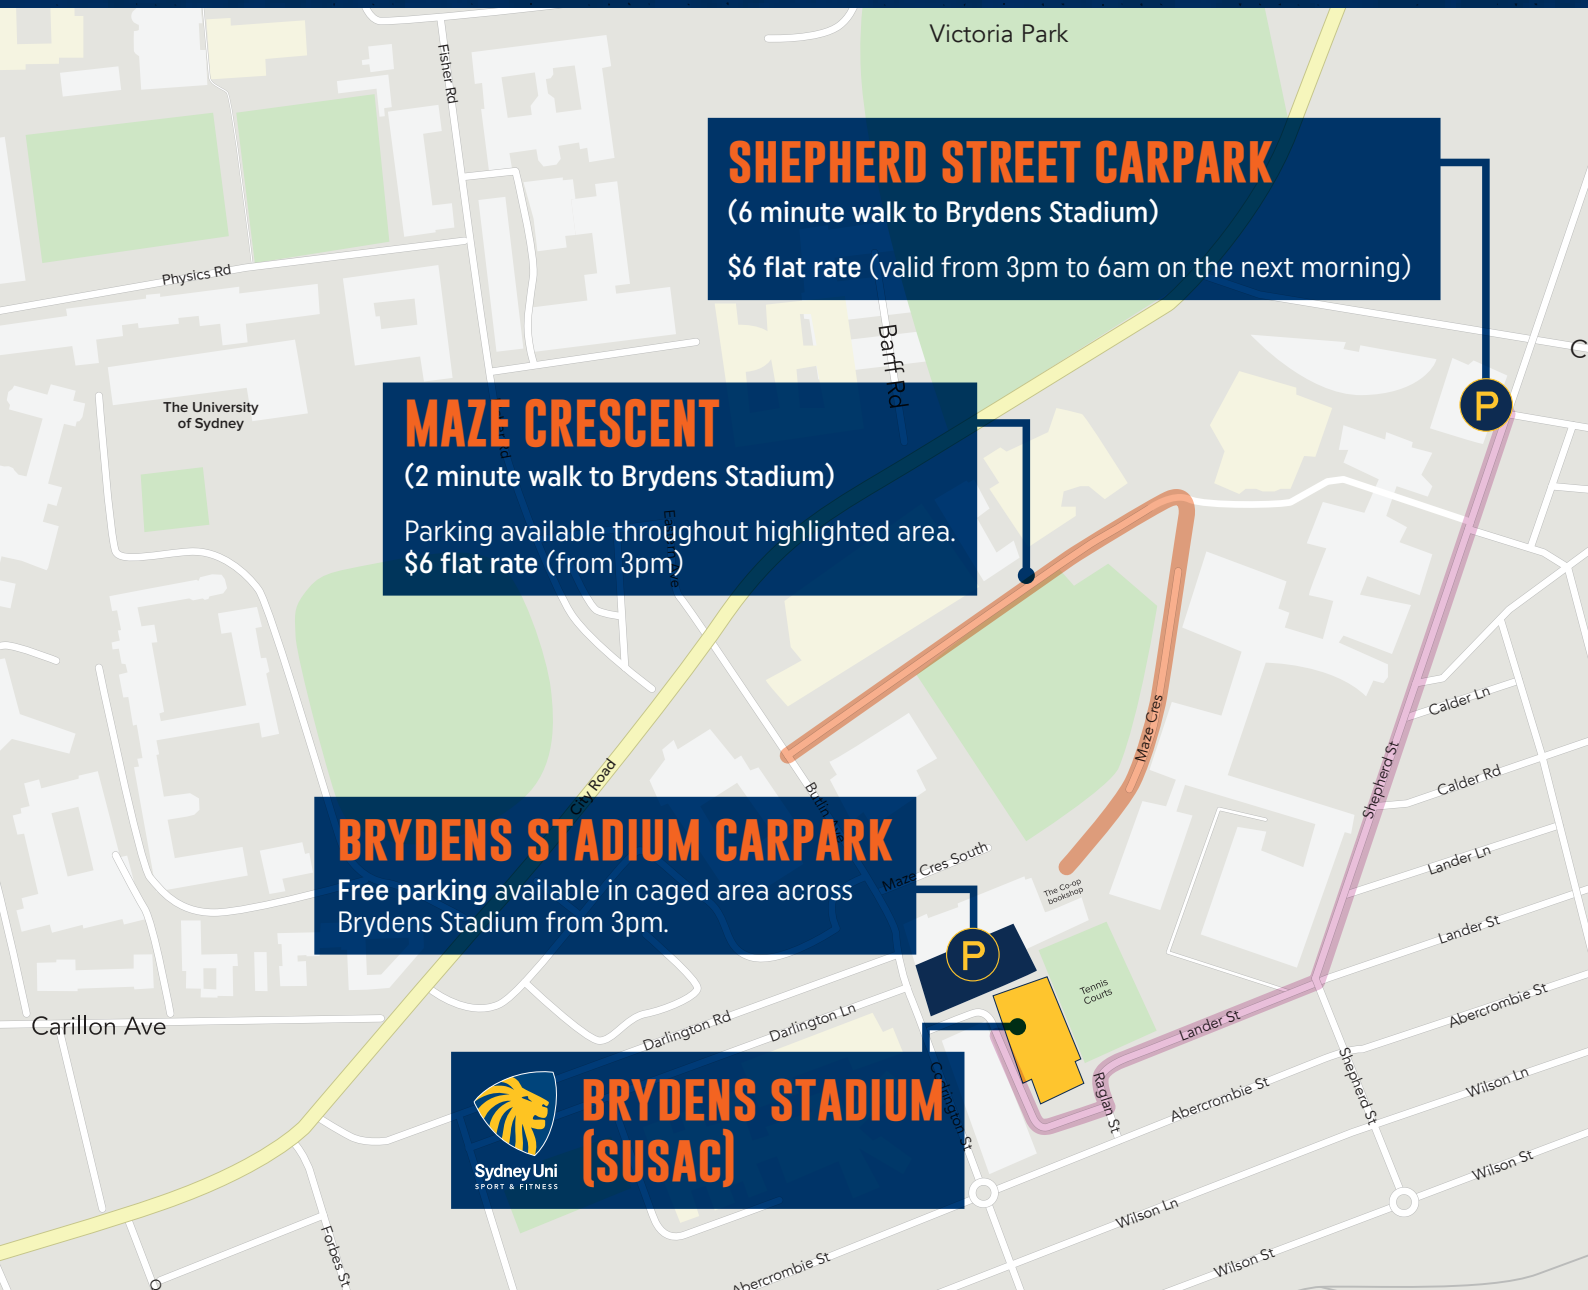 Victoria Park
Fisher Rd
SHEPHERD STREET CARPARK
(6 minute walk to Brydens Stadium)
$6 flat rate (valid from 3pm to 6am on the next morning)
Physics Rd
Barff Rd
C
The University
of Sydney
P
MAZE CRESCENT
(2 minute walk to Brydens Stadium)
Parking available throughout highlighted area.
$6 flat rate (from 3pm)
Rd
Maze Cres
Calder Ln
Shepherd St
Calder Rd
City Road
BRYDENS STADIUM CARPARK
Free parking available in caged area across
Brydens Stadium from 3pm.
Maze Cres South
The Co-op
bookshop
Lander Ln
Lander St
P
Tennis
Courts
Abercrombie St
Carillon Ave
Darlington Rd
Darlington Ln
Lander St
Raglan St
Shepherd St
Codrington St
Abercrombie St
Wilson Ln
BRYDENS STADIUM
(SUSAC)
Sydney Uni
SPORT & FITNESS
Wilson St
Wilson Ln
Forbes St
Abercrombie St
Wilson St
O